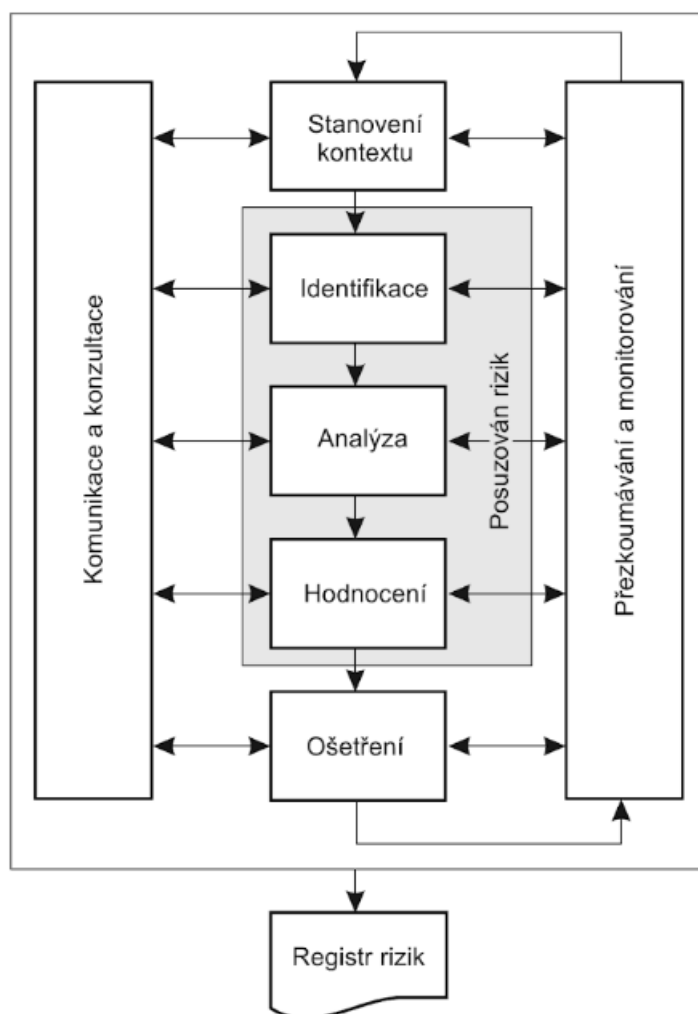 Stanovení
kontextu
Identifikace
Analýza
Hodnocení
Ošetření
Komunikace a konzultace
Posuzován rizik
Přezkoumávání a monitorování
Registr rizik